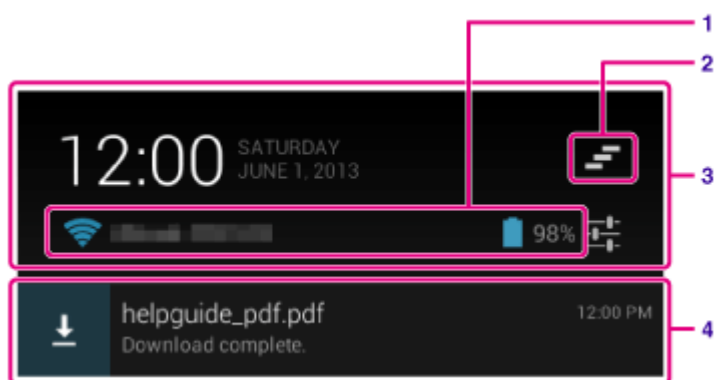 1
2
12:00 SATURDAY
JUNE 1, 2013
3
98%
helpguide_pdf.pdf 12:00 PM
Download complete.
4